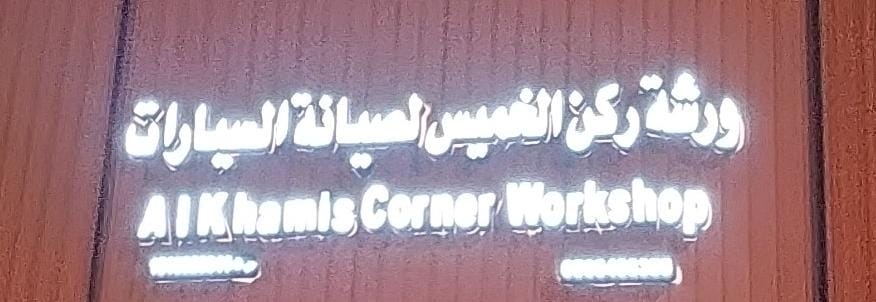 ورشة ركن الخميس لصيانة السيارات
Al Khamis Corner Workshop